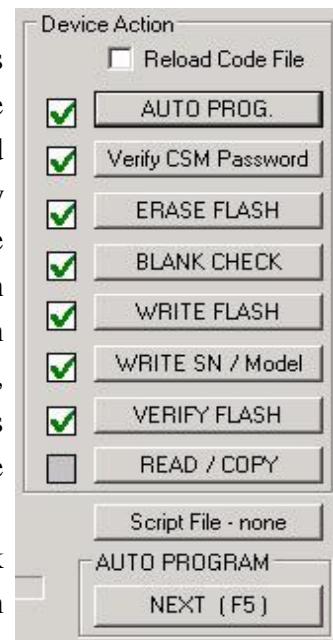 Device Action
Reload Code File
AUTO PROG.
Verify CSM Password
ERASE FLASH
BLANK CHECK
WRITE FLASH
WRITE SN / Model
VERIFY FLASH
READ / COPY
Script File - none
AUTO PROGRAM
NEXT ( F5 )